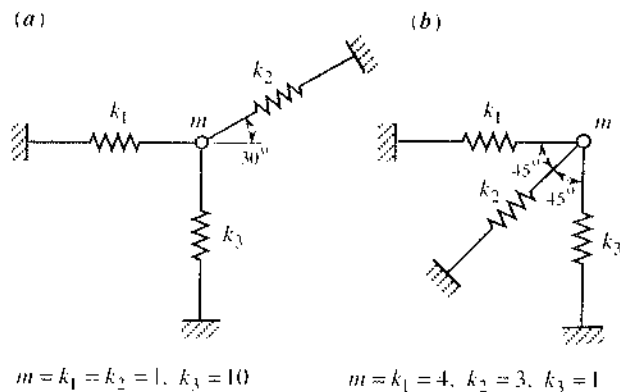 (a)
k₂
k₁
m
30°
k₃
m = k₁ = k₂ = 1, k₃ = 10
(b)
k₁
m
45°
k₂
45°
k₃
m = k₁ = 4, k₂ = 3, k₃ = 1